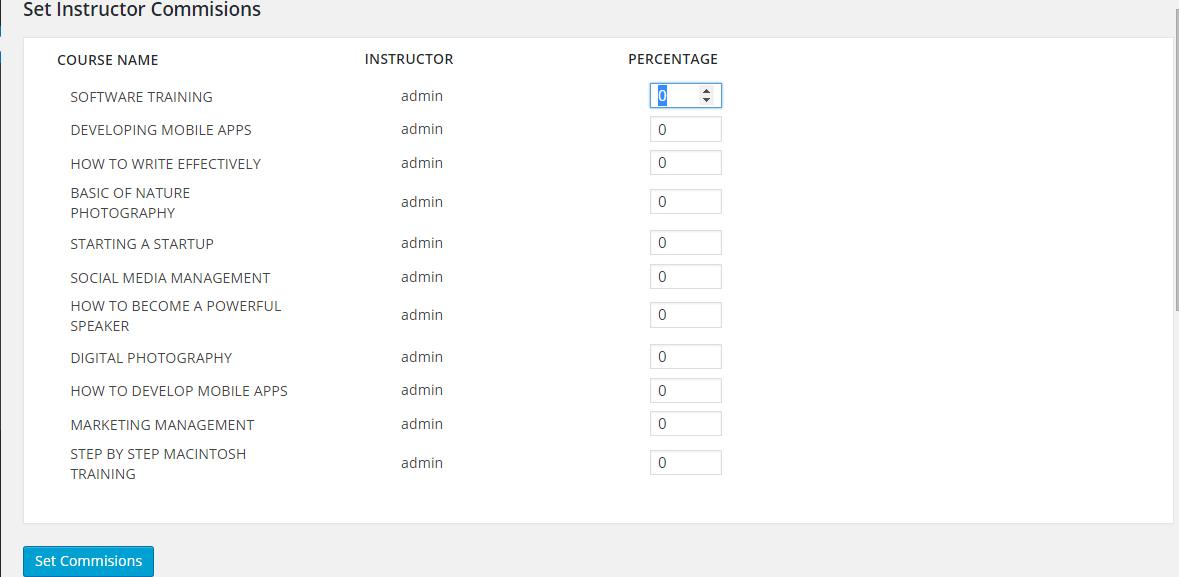 Set Instructor Commisions
COURSE NAME INSTRUCTOR PERCENTAGE
SOFTWARE TRAINING admin 0
DEVELOPING MOBILE APPS admin 0
HOW TO WRITE EFFECTIVELY admin 0
BASIC OF NATURE
PHOTOGRAPHY admin 0
STARTING A STARTUP admin 0
SOCIAL MEDIA MANAGEMENT admin 0
HOW TO BECOME A POWERFUL
SPEAKER admin 0
DIGITAL PHOTOGRAPHY admin 0
HOW TO DEVELOP MOBILE APPS admin 0
MARKETING MANAGEMENT admin 0
STEP BY STEP MACINTOSH
TRAINING admin 0
Set Commisions